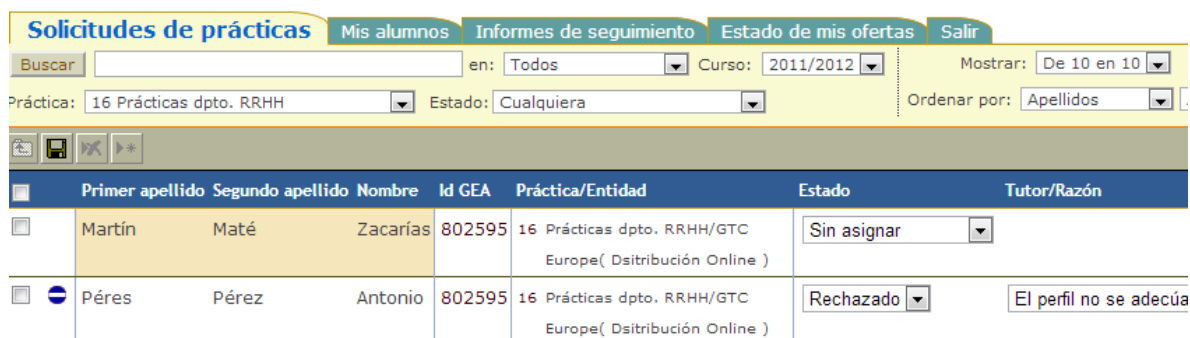 Solicitudes de prácticas Mis alumnos Informes de seguimiento Estado de mis ofertas Salir
Buscar en: Todos Curso: 2011/2012 Mostrar: De 10 en 10
Práctica: 16 Prácticas dpto. RRHH Estado: Cualquiera Ordenar por: Apellidos
Primer apellido Segundo apellido Nombre Id GEA Práctica/Entidad Estado Tutor/Razón
Martín Maté Zacarías 802595 16 Prácticas dpto. RRHH/GTC Sin asignar
Europe( Dsitribución Online )
Péres Pérez Antonio 802595 16 Prácticas dpto. RRHH/GTC Rechazado El perfil no se adecúa
Europe( Dsitribución Online )